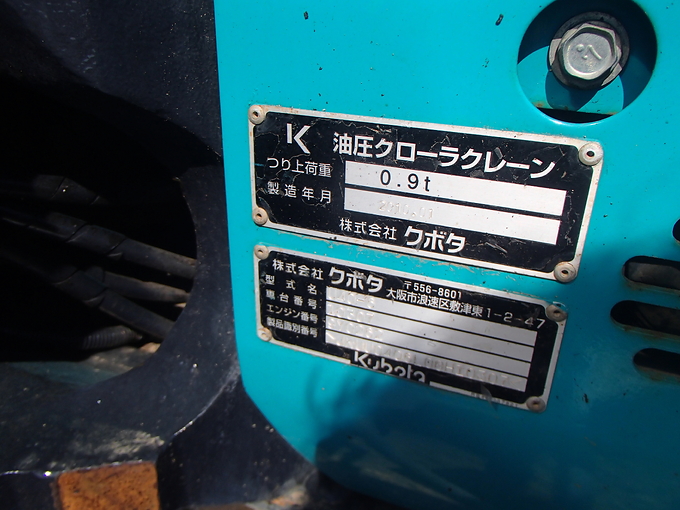 K 油圧クローラクレーン
つり上荷重 0.9t
製造年月
株式会社 クボタ
株式会社 クボタ 〒556-8601
大阪市浪速区敷津東1-2-47
型式名
車台番号
エンジン番号
製品識別番号
Kubota